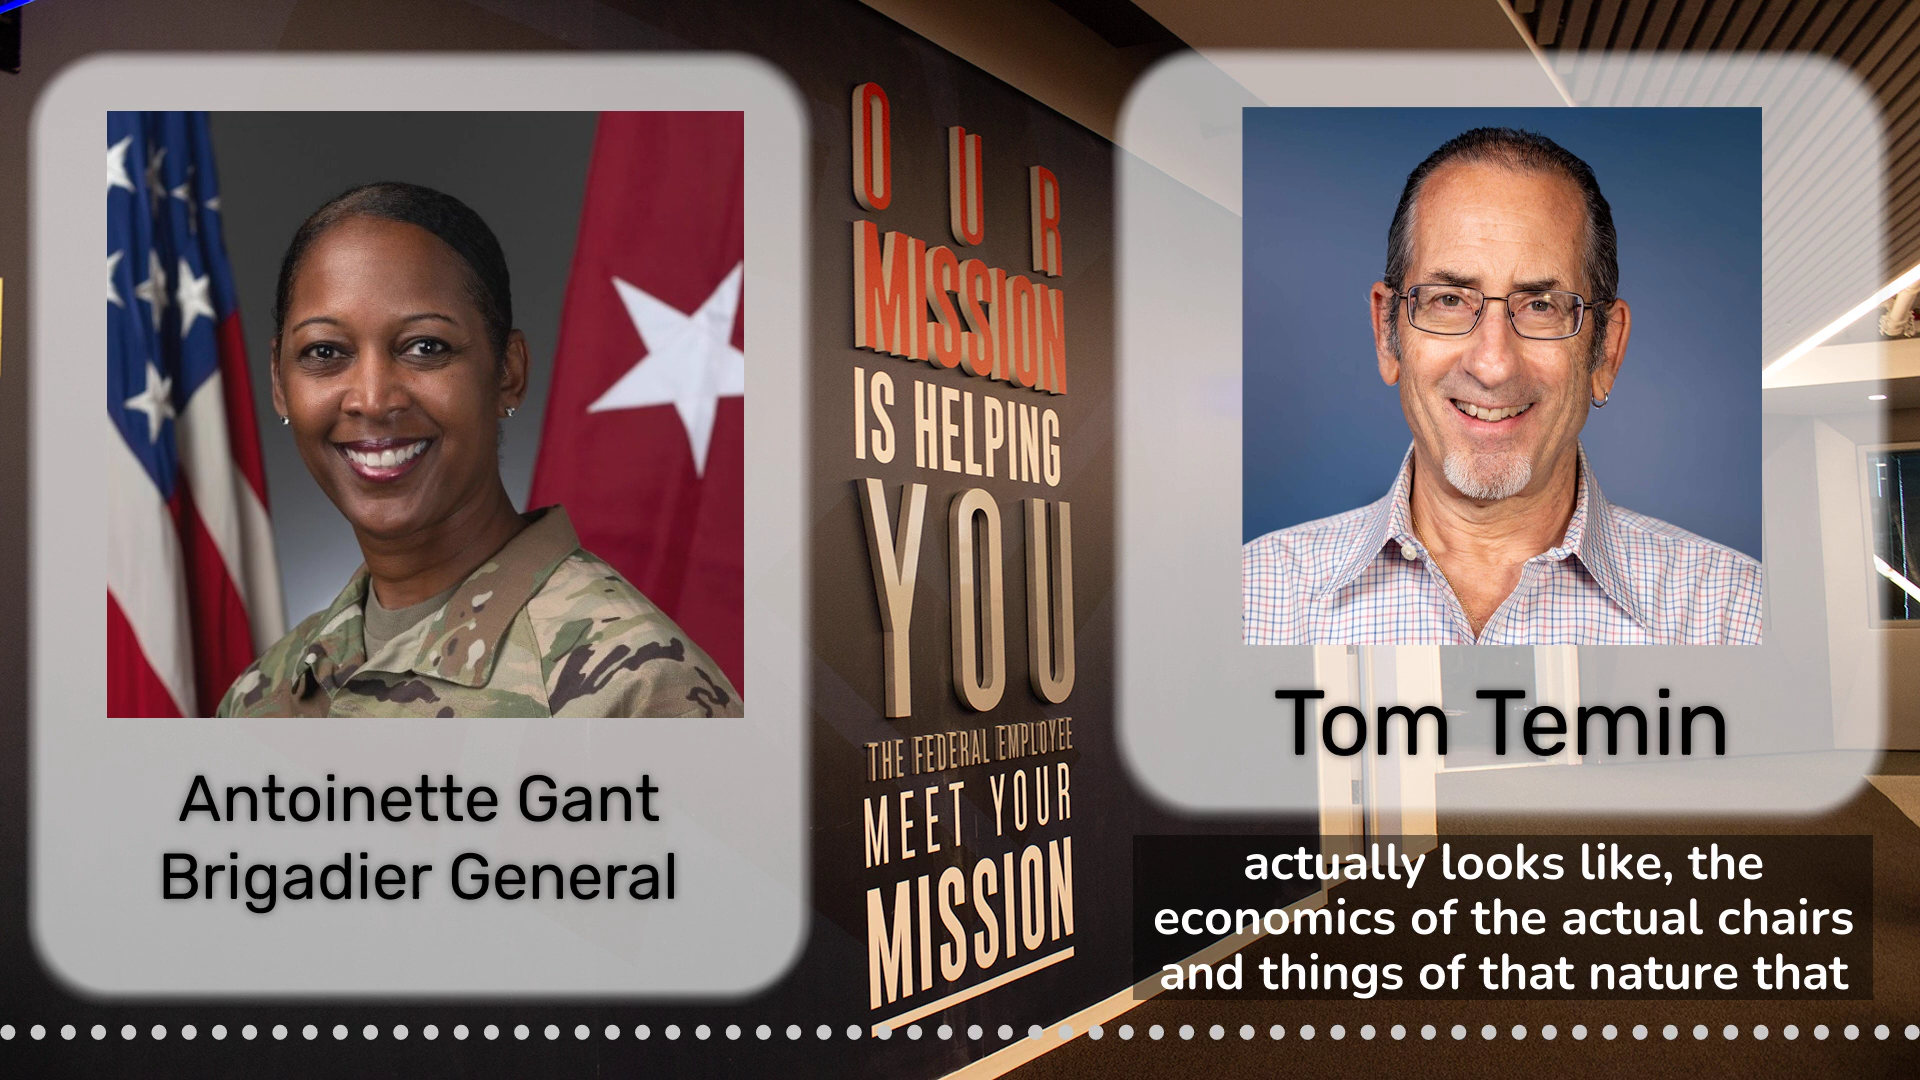 Antoinette Gant
Brigadier General
OUR
MISSION
IS HELPING
YOU
THE FEDERAL EMPLOYEE
MEET YOUR
MISSION
Tom Temin
actually looks like, the
economics of the actual chairs
and things of that nature that